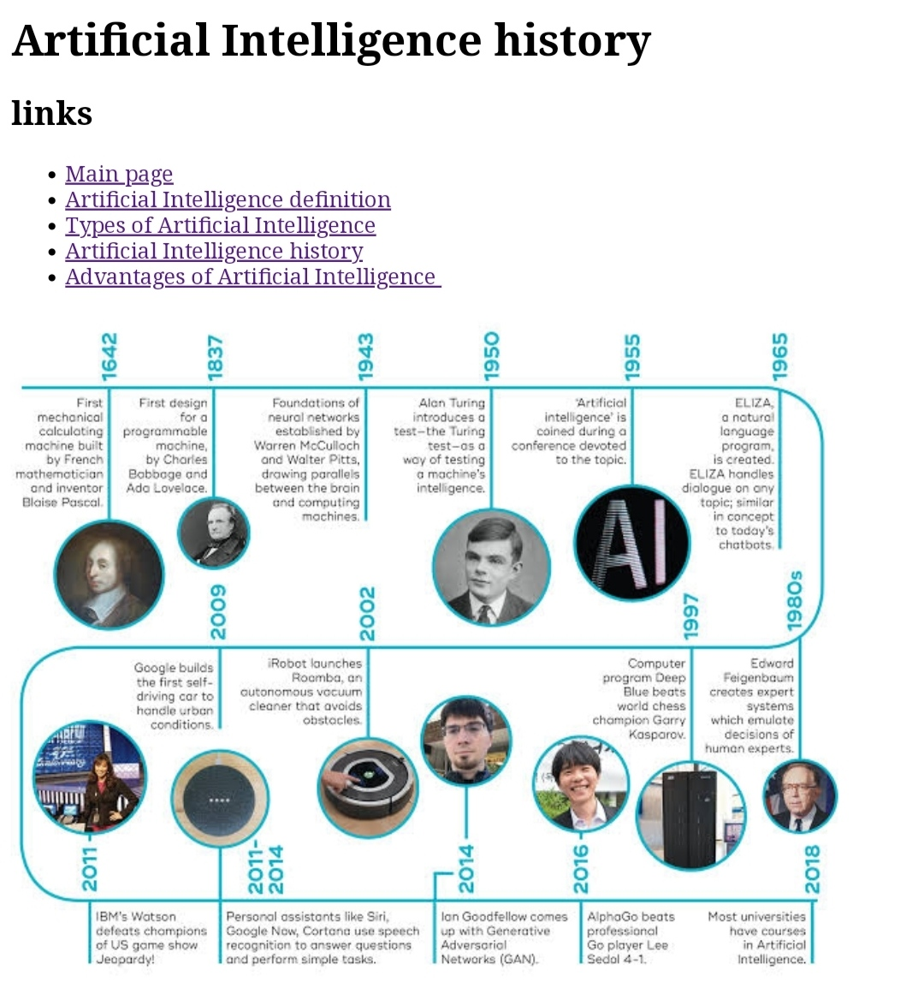 Artificial Intelligence history
links
Main page
Artificial Intelligence definition
Types of Artificial Intelligence
Artificial Intelligence history
Advantages of Artificial Intelligence
1642
First
mechanical
calculating
machine built
by French
mathematician
and inventor
Blaise Pascal.
1837
First design
for a
programmable
machine,
by Charles
Babbage and
Ada Lovelace.
1943
Foundations of
neural networks
established by
Warren McCulloch
and Walter Pitts,
drawing parallels
between the brain
and computing
machines.
1950
Alan Turing
introduces a
test—the Turing
test—as a
way of testing
a machine's
intelligence.
1955
'Artificial
intelligence' is
coined during a
conference devoted
to the topic.
AI
1965
ELIZA,
a natural
language
program,
is created.
ELIZA handles
dialogue on any
topic; similar
in concept
to today's
chatbots.
1980s
Edward
Feigenbaum
creates expert
systems
which emulate
decisions of
human experts.
1997
Computer
program Deep
Blue beats
world chess
champion Garry
Kasparov.
2002
iRobot launches
Roomba, an
autonomous vacuum
cleaner that avoids
obstacles.
2009
Google builds
the first self-
driving car to
handle urban
conditions.
2011
IBM's Watson
defeats champions
of US game show
Jeopardy!
2011-
2014
Personal assistants like Siri,
Google Now, Cortana use speech
recognition to answer questions
and perform simple tasks.
2014
Ian Goodfellow comes
up with Generative
Adversarial
Networks (GAN).
2016
AlphaGo beats
professional
Go player Lee
Sedol 4-1.
2018
Most universities
have courses
in Artificial
Intelligence.